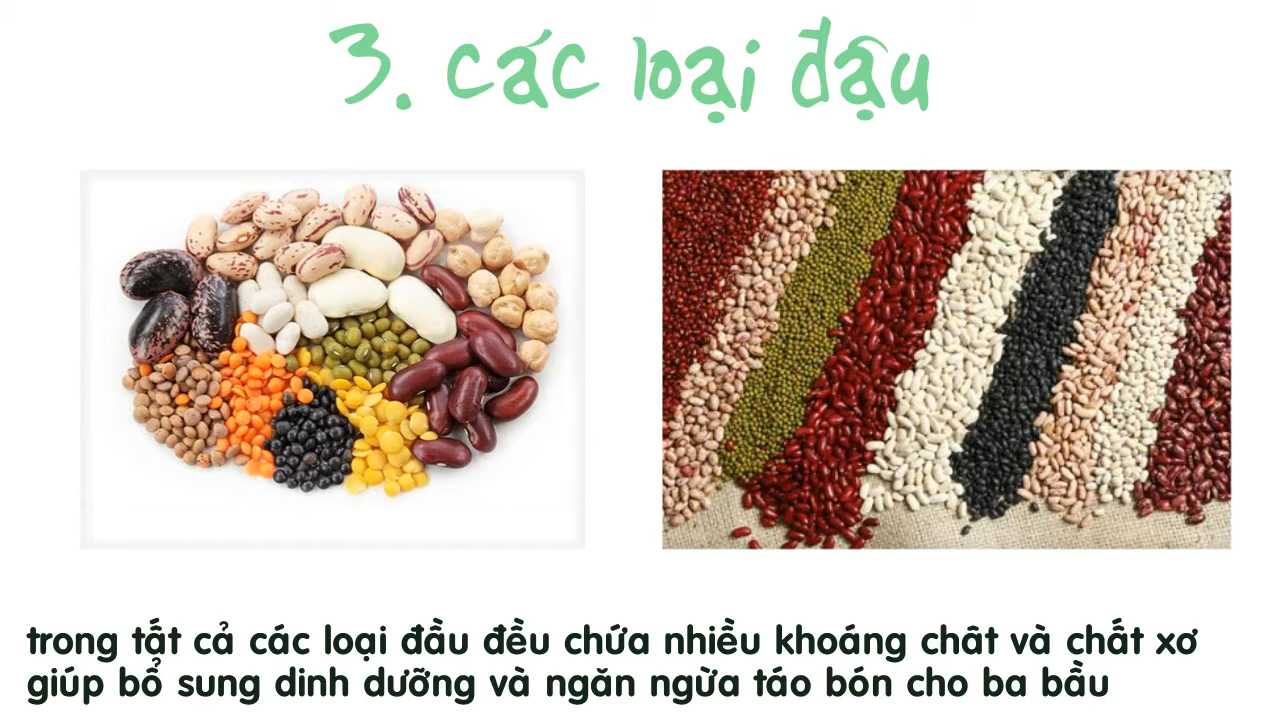 3. các loại đậu
trong tất cả các loại đầu đều chứa nhiều khoáng chât và chất xơ
giúp bổ sung dinh dưỡng và ngăn ngừa táo bón cho ba bầu